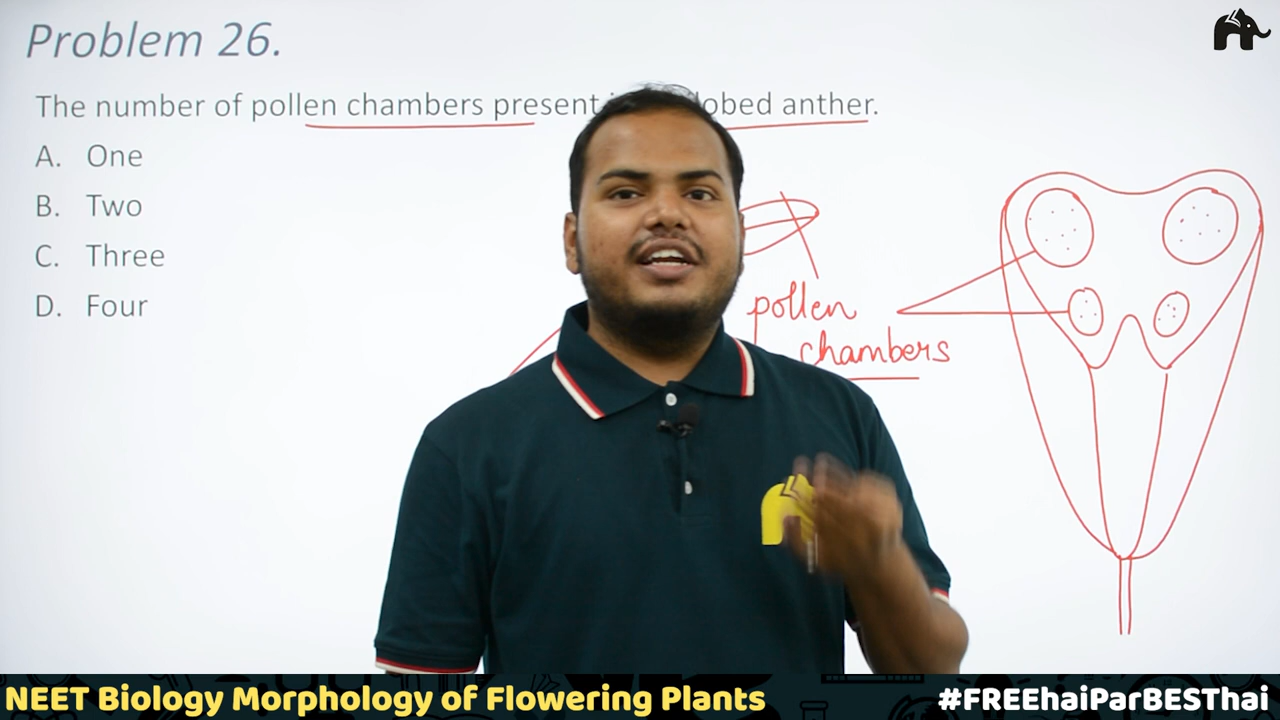 Problem 26.
The number of pollen chambers present lobed anther.
A. One
B. Two
C. Three
D. Four
pollen
chambers
NEET Biology Morphology of Flowering Plants
#FREEhaiParBESThai